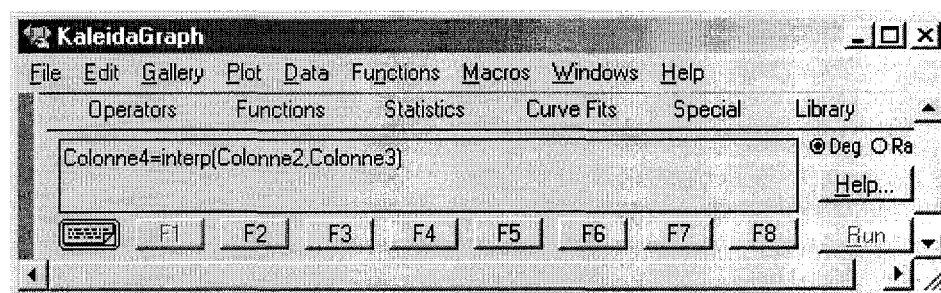 KaleidaGraph
File Edit Gallery Plot Data Functions Macros Windows Help
Operators Functions Statistics Curve Fits Special Library
Colonne4=interp(Colonne2,Colonne3)
Deg Ra
Help...
F1 F2 F3 F4 F5 F6 F7 F8 Run